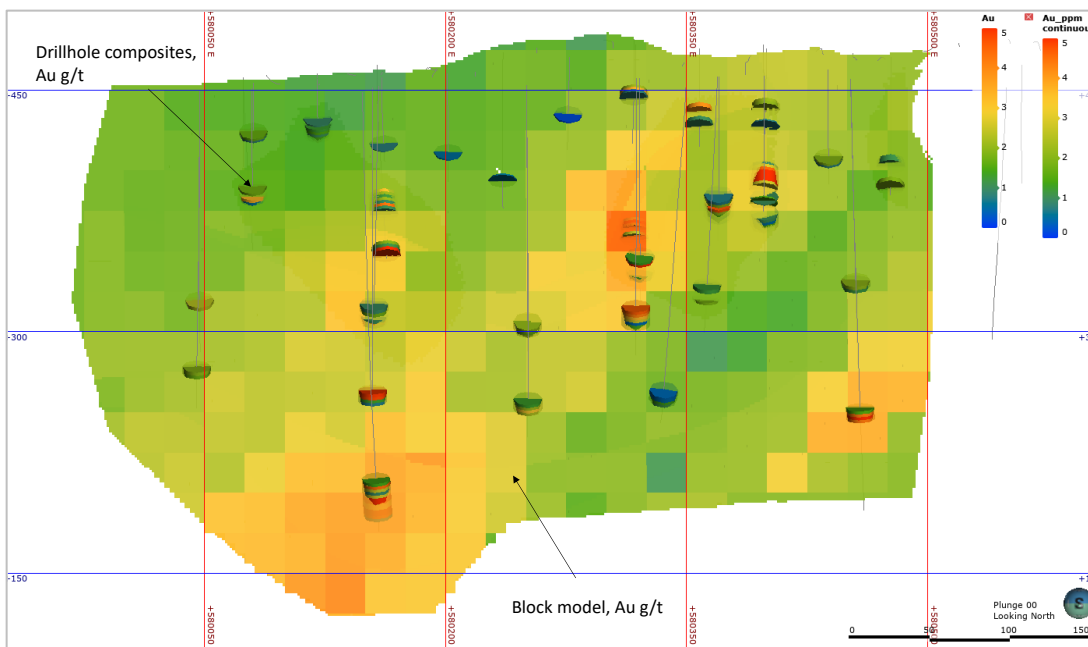 Drillhole composites,
Au g/t
+580050 E
+580200 E
+580350 E
+580500 E
Au
5
4
3
2
1
0
Au_ppm
continuou
5
4
3
2
1
0
-450
-300
-150
Block model, Au g/t
+580050
+580200
+580350
Plunge 00
Looking North
S
0
50
100
150